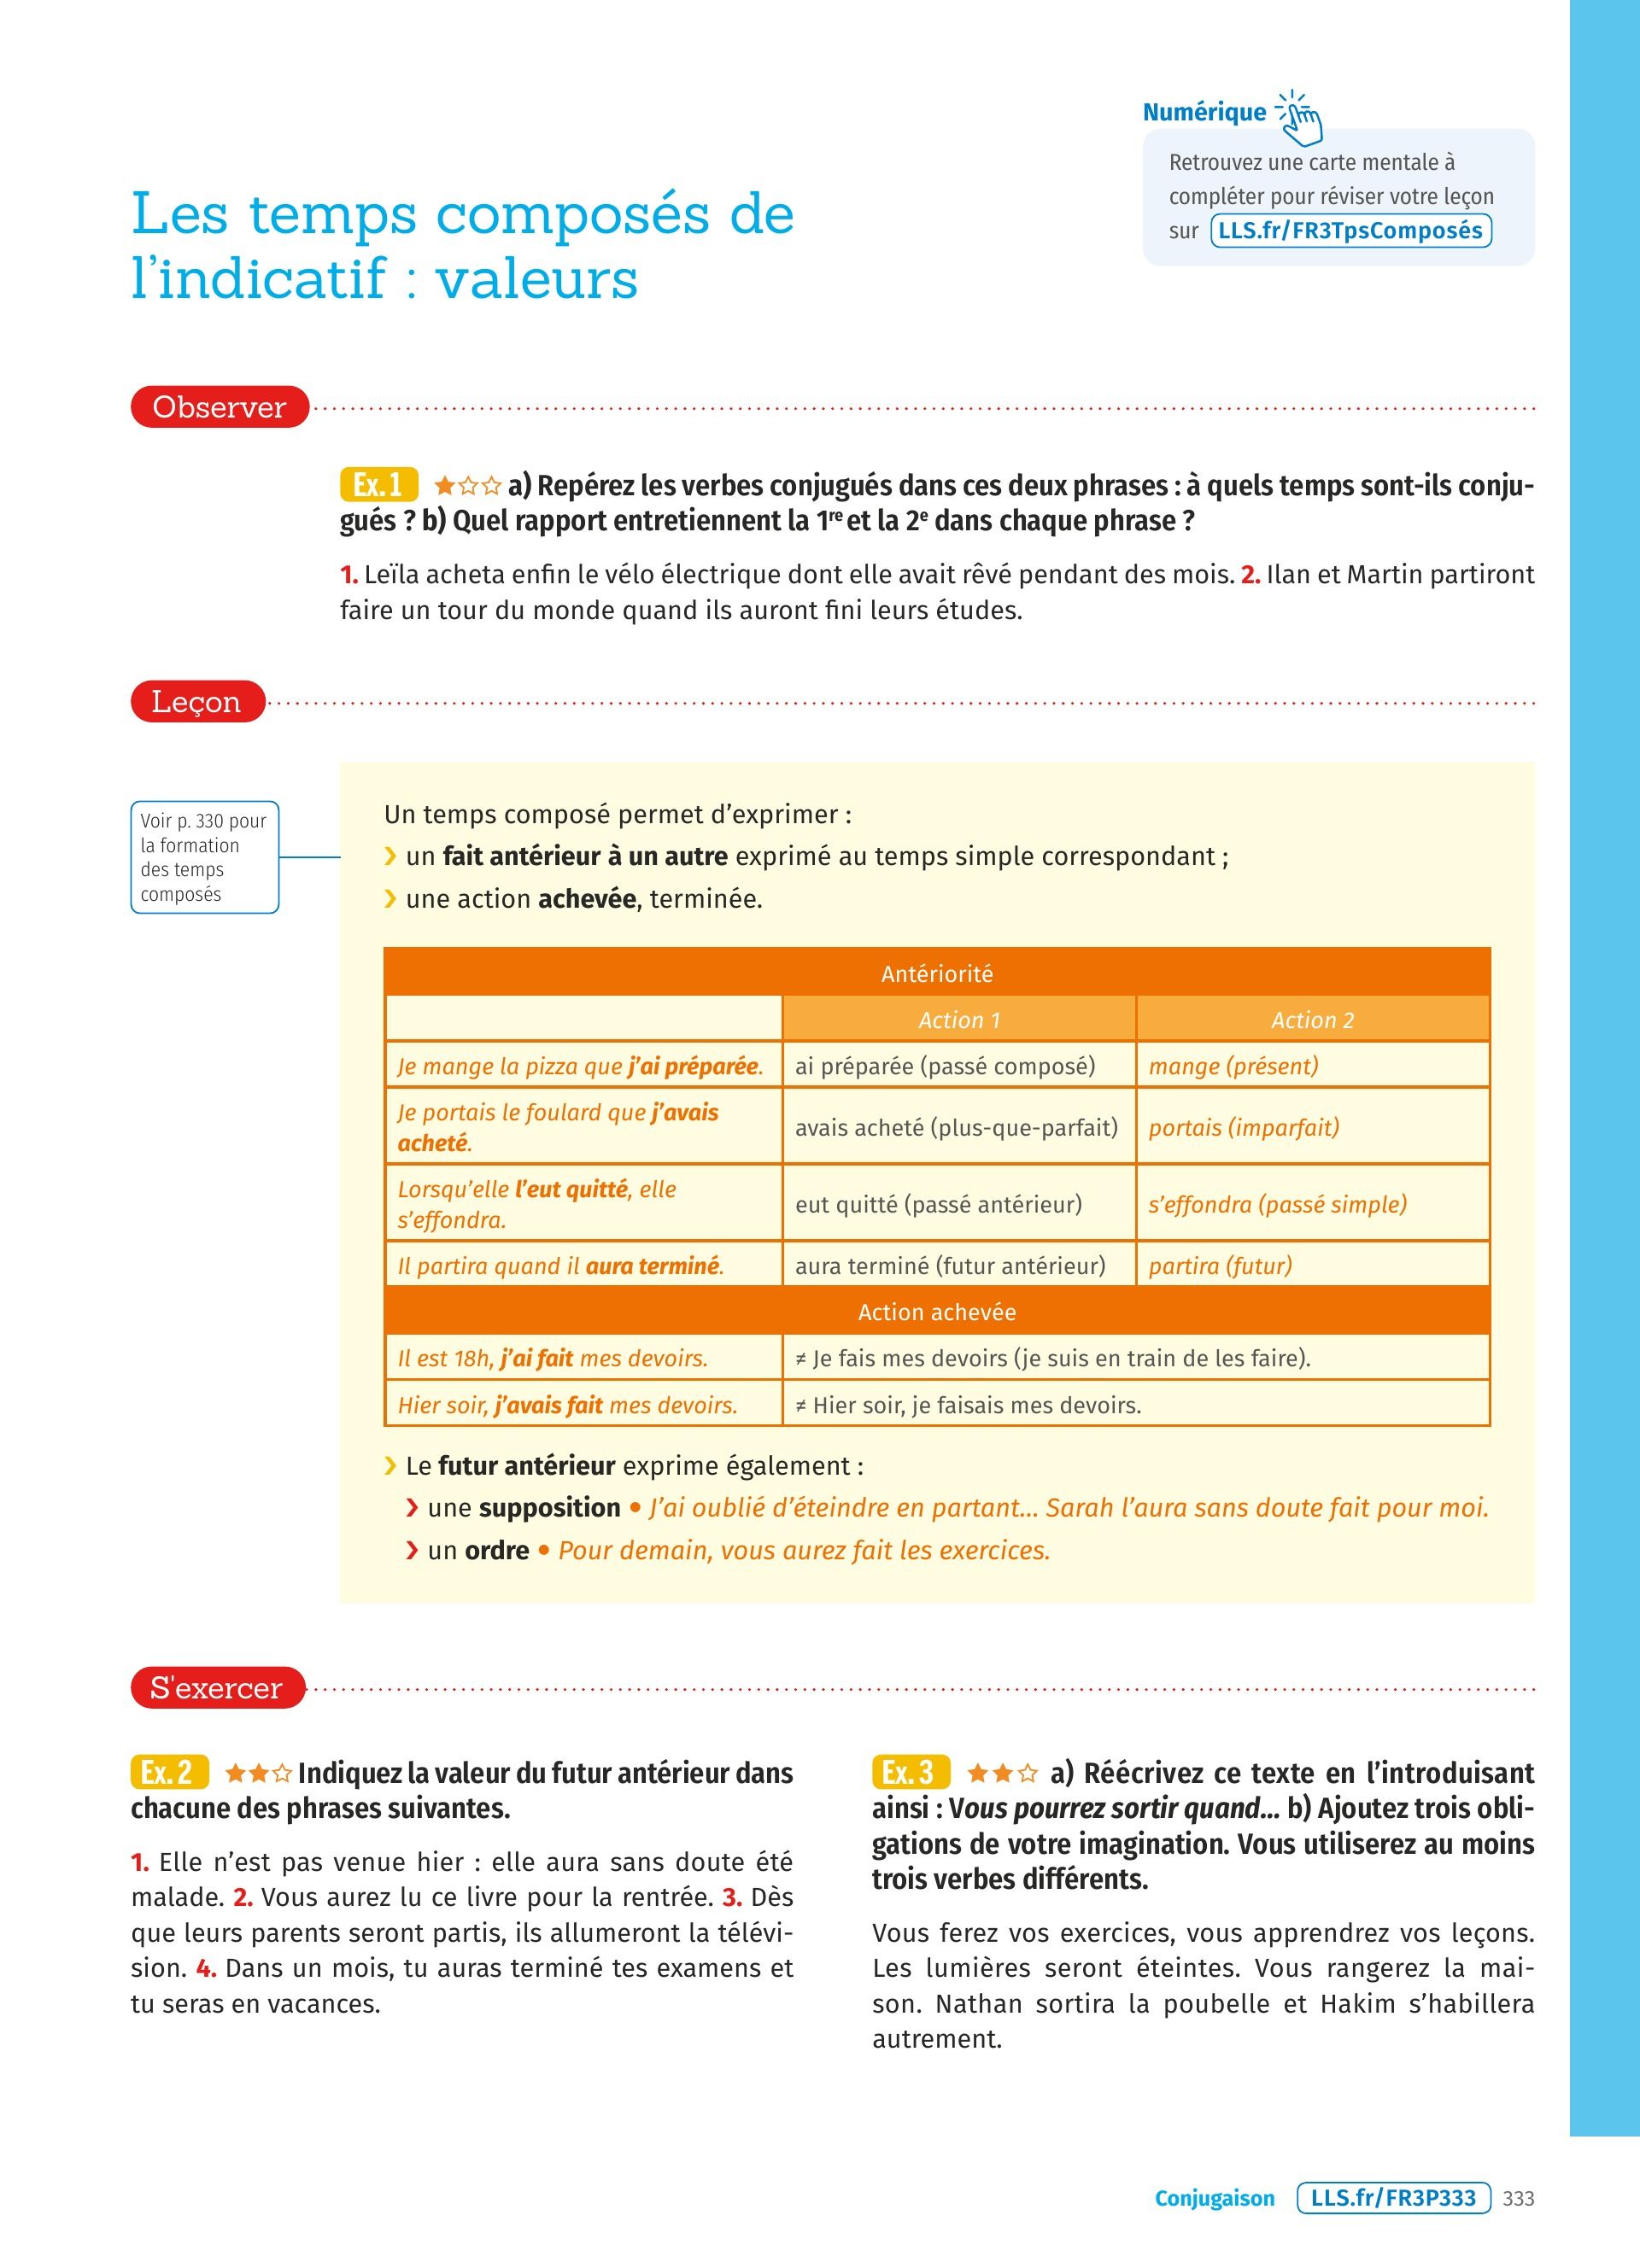 Numérique
Retrouvez une carte mentale à
compléter pour réviser votre leçon
sur LLS.fr/FR3TpsComposés
Les temps composés de
l'indicatif : valeurs
Observer
Ex. 1 ★☆☆ a) Repérez les verbes conjugués dans ces deux phrases : à quels temps sont-ils conju-
gués ? b) Quel rapport entretiennent la 1re et la 2e dans chaque phrase ?
1. Leïla acheta enfin le vélo électrique dont elle avait rêvé pendant des mois. 2. Ilan et Martin partiront
faire un tour du monde quand ils auront fini leurs études.
Leçon
Voir p. 330 pour
la formation
des temps
composés
Un temps composé permet d'exprimer :
› un fait antérieur à un autre exprimé au temps simple correspondant ;
› une action achevée, terminée.
Antériorité
Action 1 Action 2
Je mange la pizza que j'ai préparée. ai préparée (passé composé) mange (présent)
Je portais le foulard que j'avais
acheté. avais acheté (plus-que-parfait) portais (imparfait)
Lorsqu'elle l'eut quitté, elle
s'effondra. eut quitté (passé antérieur) s'effondra (passé simple)
Il partira quand il aura terminé. aura terminé (futur antérieur) partira (futur)
Action achevée
Il est 18h, j'ai fait mes devoirs. ≠ Je fais mes devoirs (je suis en train de les faire).
Hier soir, j'avais fait mes devoirs. ≠ Hier soir, je faisais mes devoirs.
› Le futur antérieur exprime également :
› une supposition • J'ai oublié d'éteindre en partant... Sarah l'aura sans doute fait pour moi.
› un ordre • Pour demain, vous aurez fait les exercices.
S'exercer
Ex. 2 ★★☆ Indiquez la valeur du futur antérieur dans
chacune des phrases suivantes.
1. Elle n'est pas venue hier : elle aura sans doute été
malade. 2. Vous aurez lu ce livre pour la rentrée. 3. Dès
que leurs parents seront partis, ils allumeront la télévi-
sion. 4. Dans un mois, tu auras terminé tes examens et
tu seras en vacances.
Ex. 3 ★★☆ a) Réécrivez ce texte en l'introduisant
ainsi : Vous pourrez sortir quand... b) Ajoutez trois obli-
gations de votre imagination. Vous utiliserez au moins
trois verbes différents.
Vous ferez vos exercices, vous apprendrez vos leçons.
Les lumières seront éteintes. Vous rangerez la mai-
son. Nathan sortira la poubelle et Hakim s'habillera
autrement.
Conjugaison LLS.fr/FR3P333 333